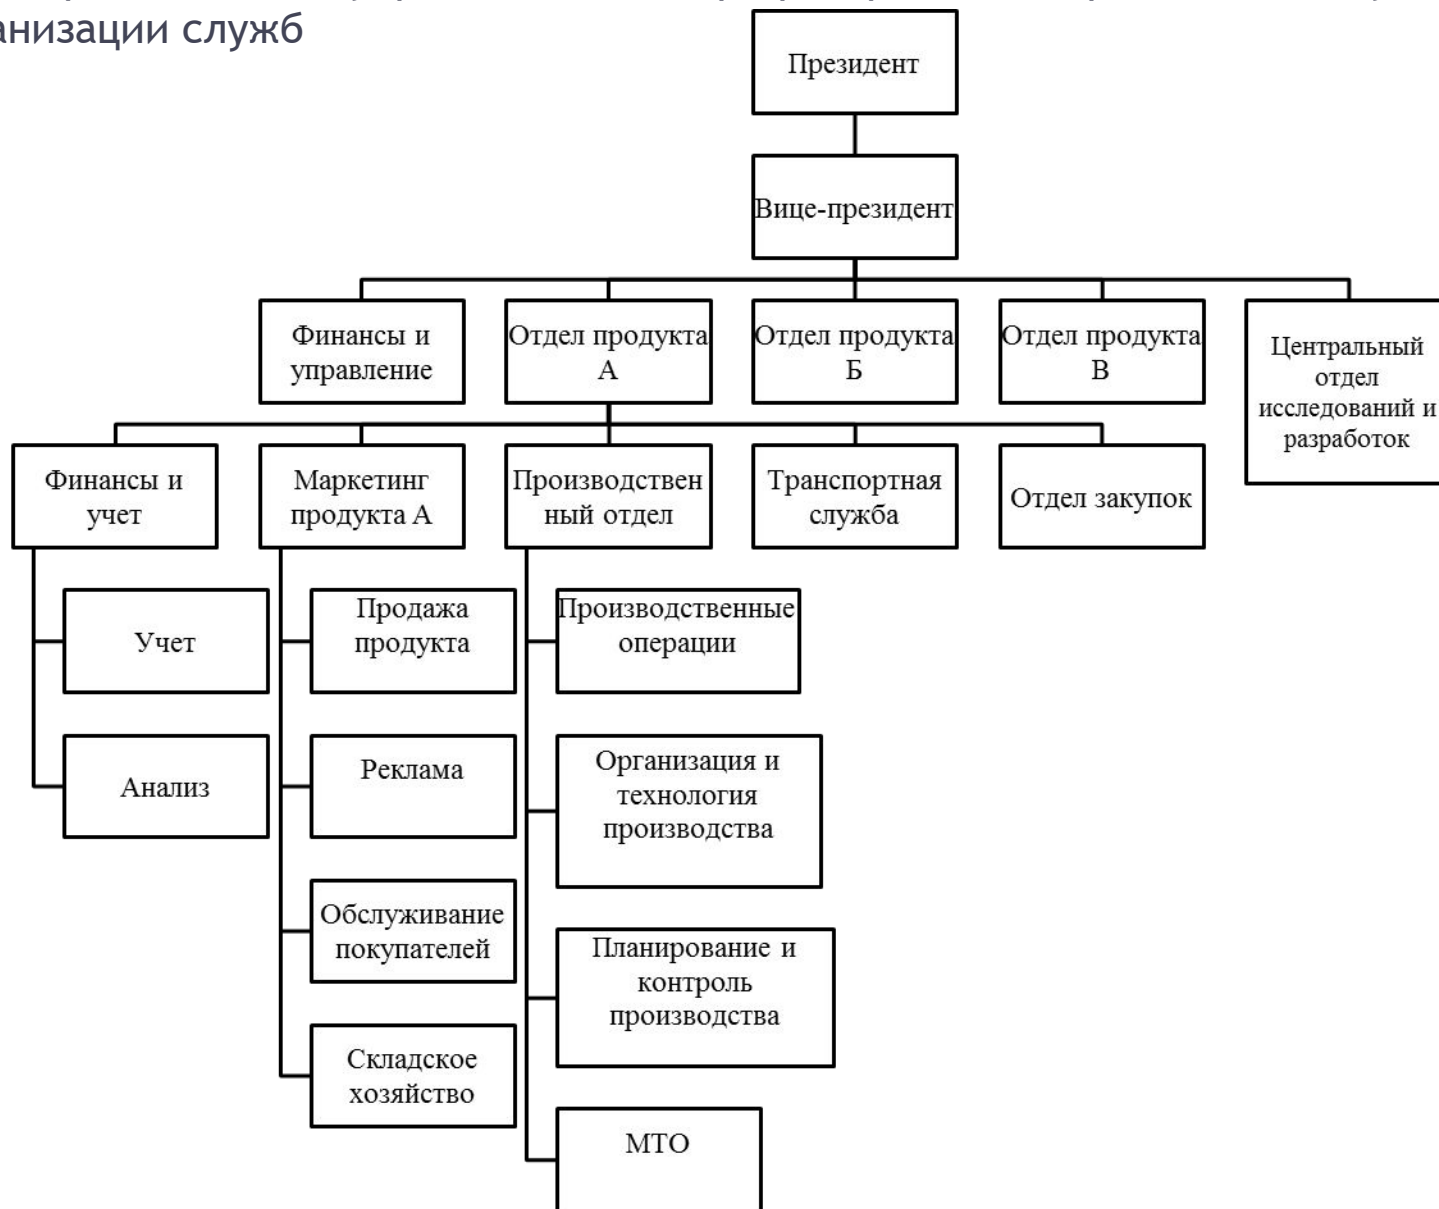 анизации служб
Президент
Вице-президент
Финансы и
управление
Отдел продукта
А
Отдел продукта
Б
Отдел продукта
В
Центральный
отдел
исследований и
разработок
Финансы и
учет
Маркетинг
продукта А
Производствен
ный отдел
Транспортная
служба
Отдел закупок
Учет
Анализ
Продажа
продукта
Реклама
Обслуживание
покупателей
Складское
хозяйство
Производственные
операции
Организация и
технология
производства
Планирование и
контроль
производства
МТО